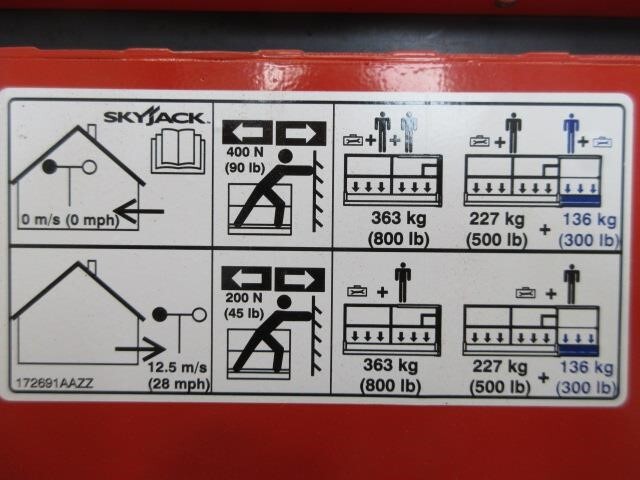 SKYJACK™
400 N
(90 lb)
0 m/s (0 mph)
+ +
363 kg
(800 lb)
+ +
227 kg + 136 kg
(500 lb) (300 lb)
200 N
(45 lb)
12.5 m/s
(28 mph)
172691AAZZ
+
363 kg
(800 lb)
+
227 kg + 136 kg
(500 lb) (300 lb)